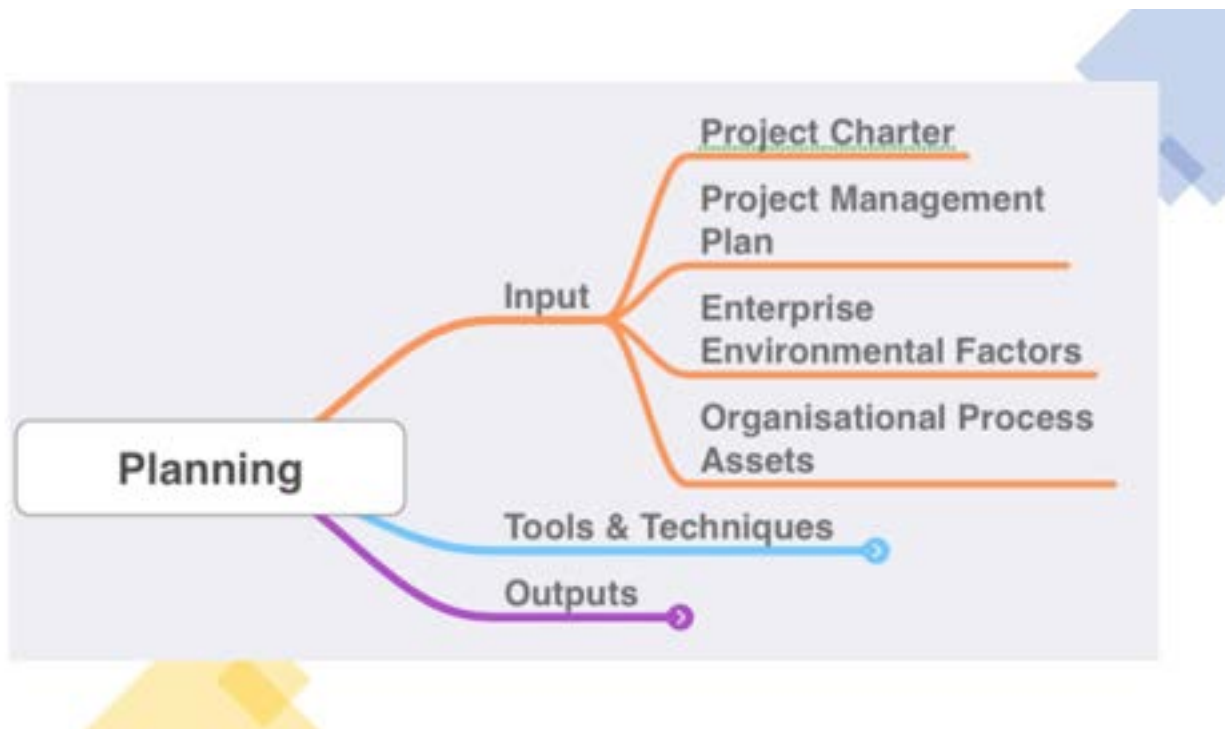 Project Charter
Project Management
Plan
Input
Enterprise
Environmental Factors
Organisational Process
Assets
Planning
Tools & Techniques
Outputs